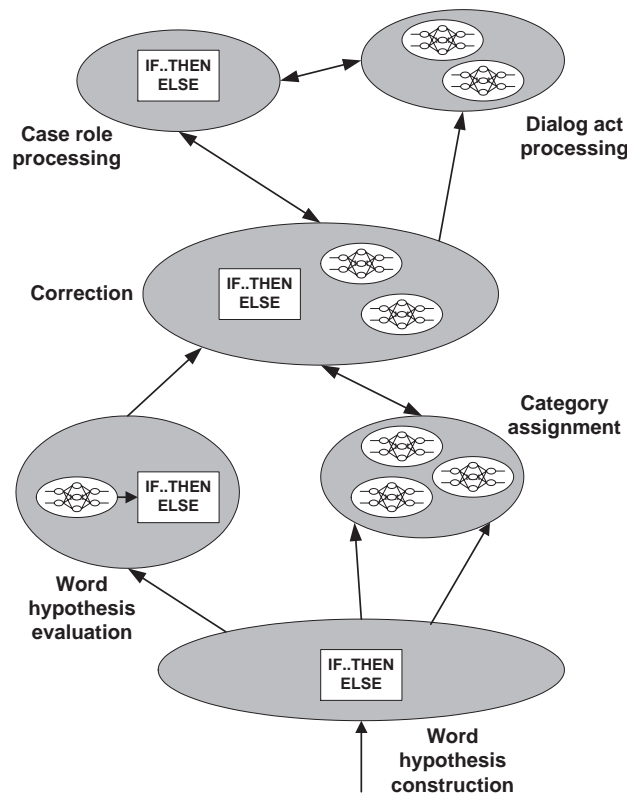 IF..THEN
ELSE
Case role
processing
Dialog act
processing
Correction
IF..THEN
ELSE
Category
assignment
IF..THEN
ELSE
Word
hypothesis
evaluation
IF..THEN
ELSE
Word
hypothesis
construction